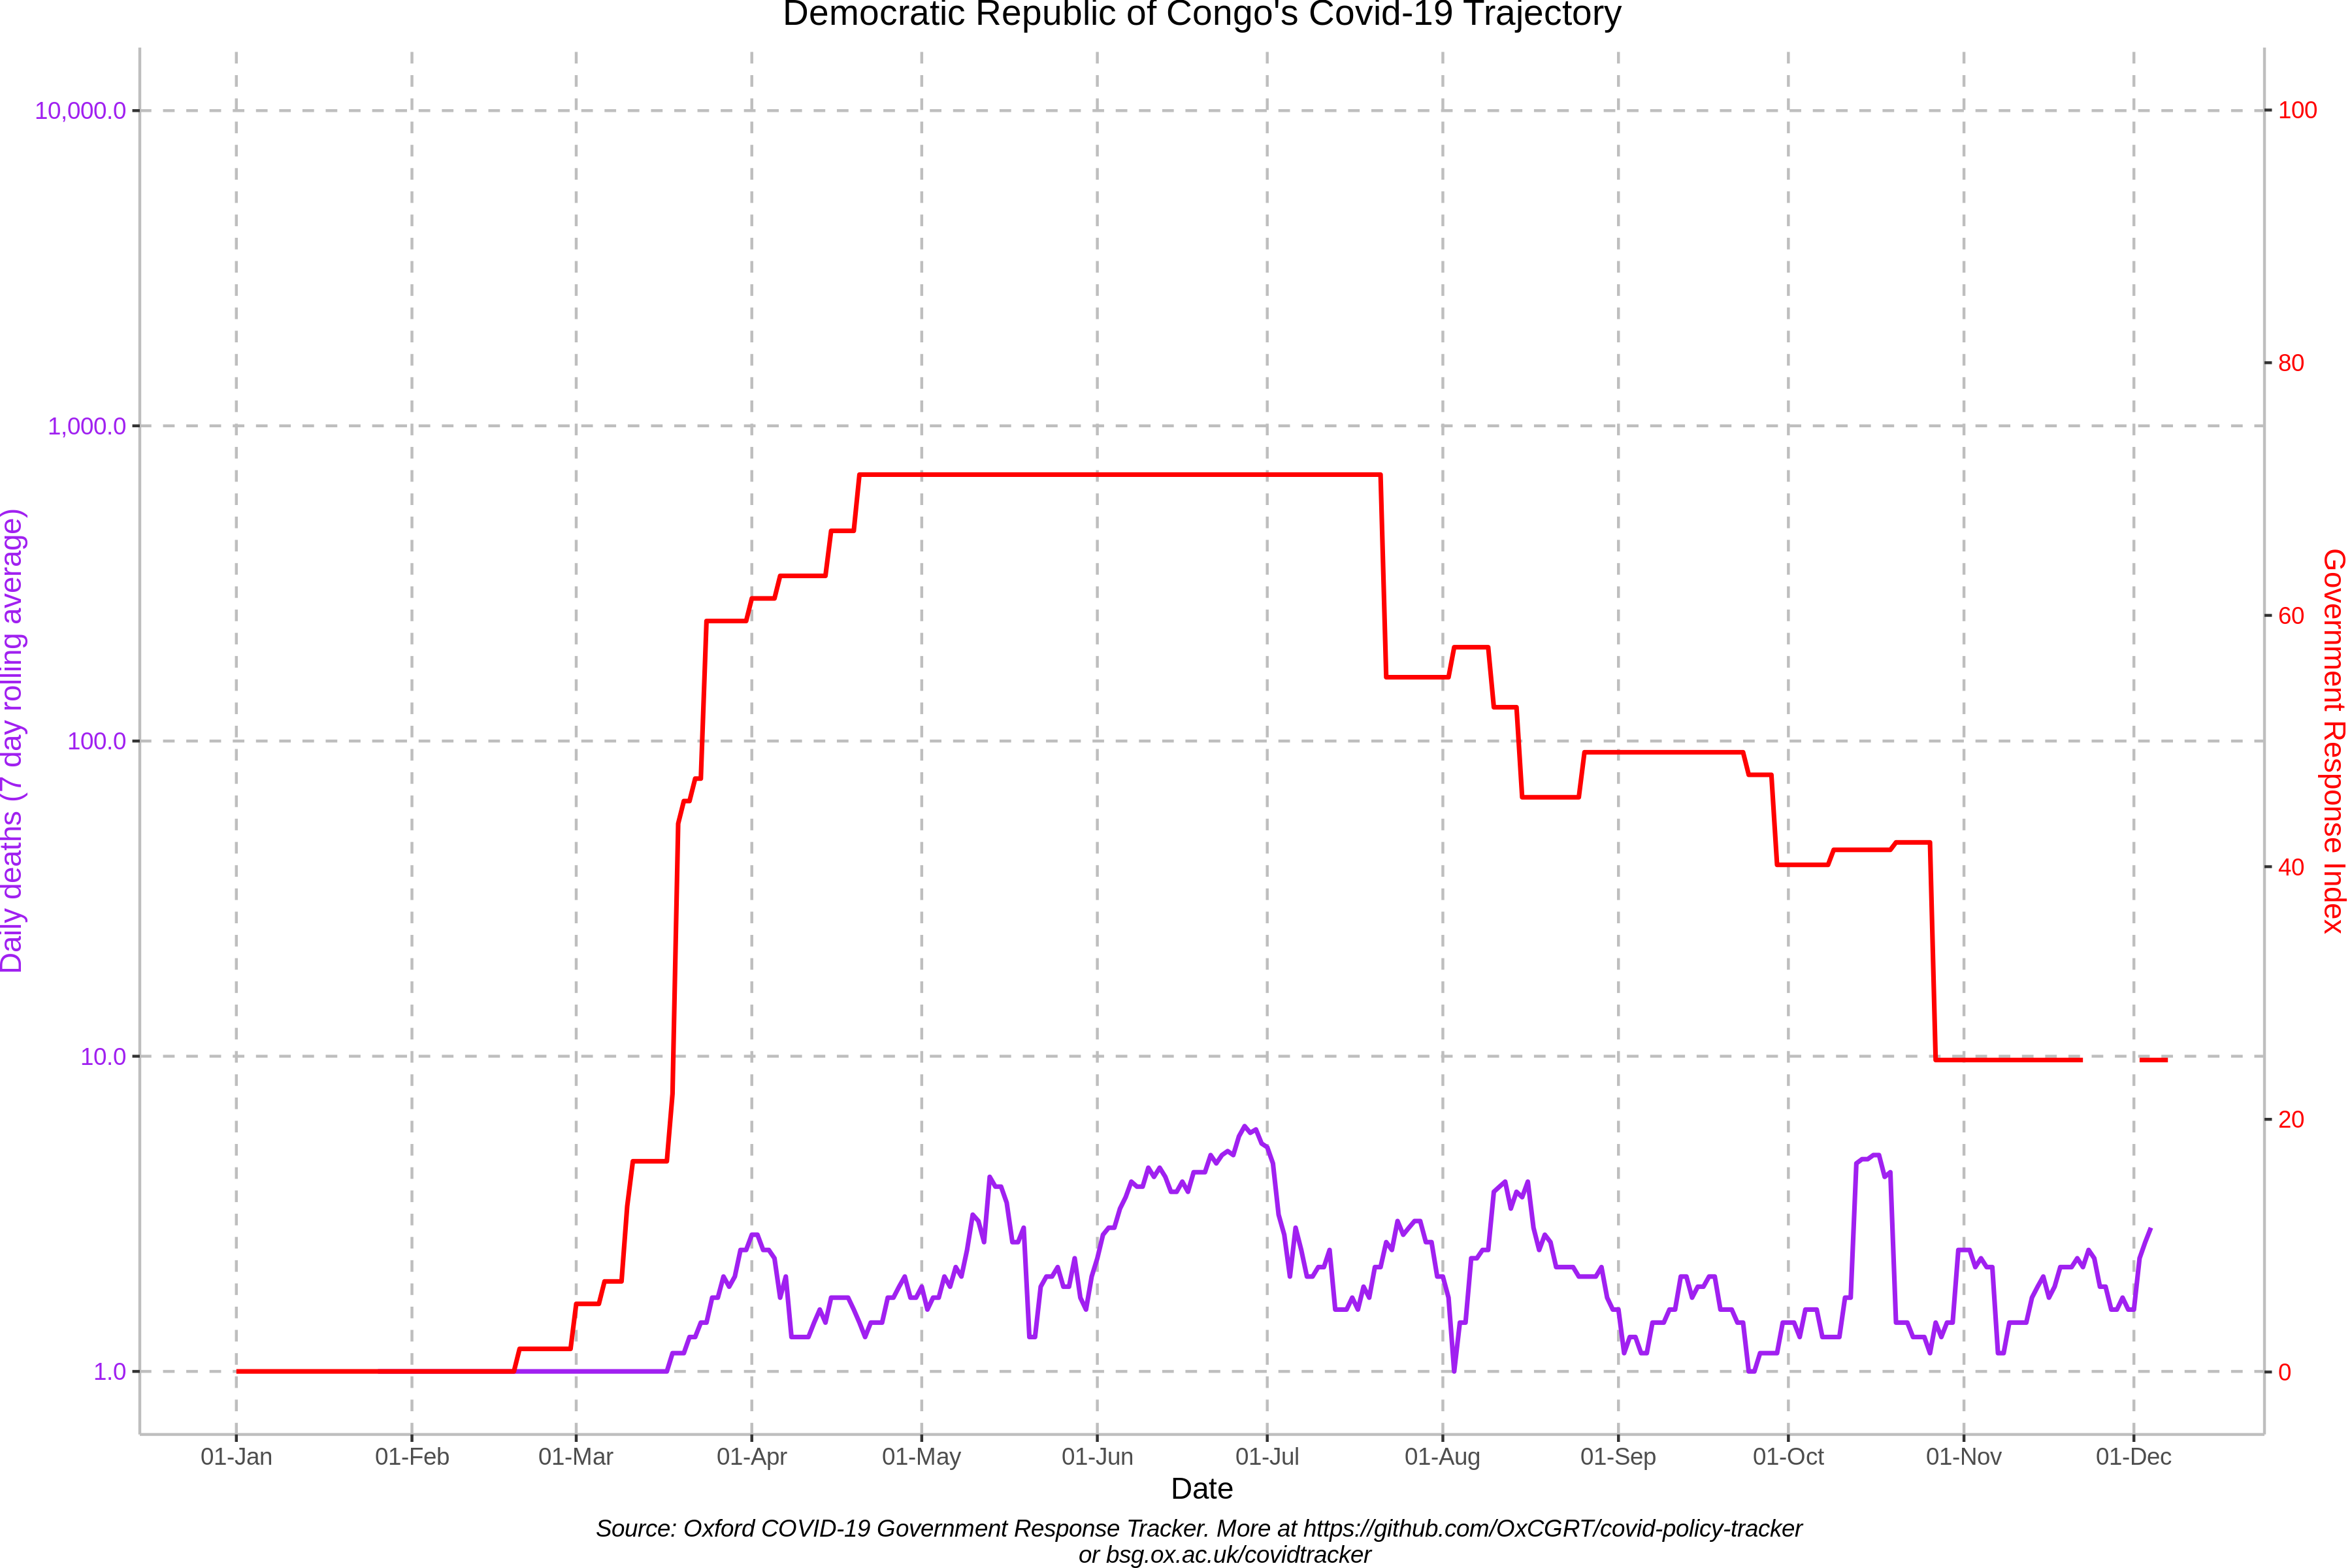 Democratic Republic of Congo's Covid-19 Trajectory
10,000.0
1,000.0
100.0
10.0
1.0
Daily deaths (7 day rolling average)
100
80
60
40
20
0
Government Response Index
01-Jan
01-Feb
01-Mar
01-Apr
01-May
01-Jun
01-Jul
01-Aug
01-Sep
01-Oct
01-Nov
01-Dec
Date
Source: Oxford COVID-19 Government Response Tracker. More at https://github.com/OxCGRT/covid-policy-tracker
or bsg.ox.ac.uk/covidtracker